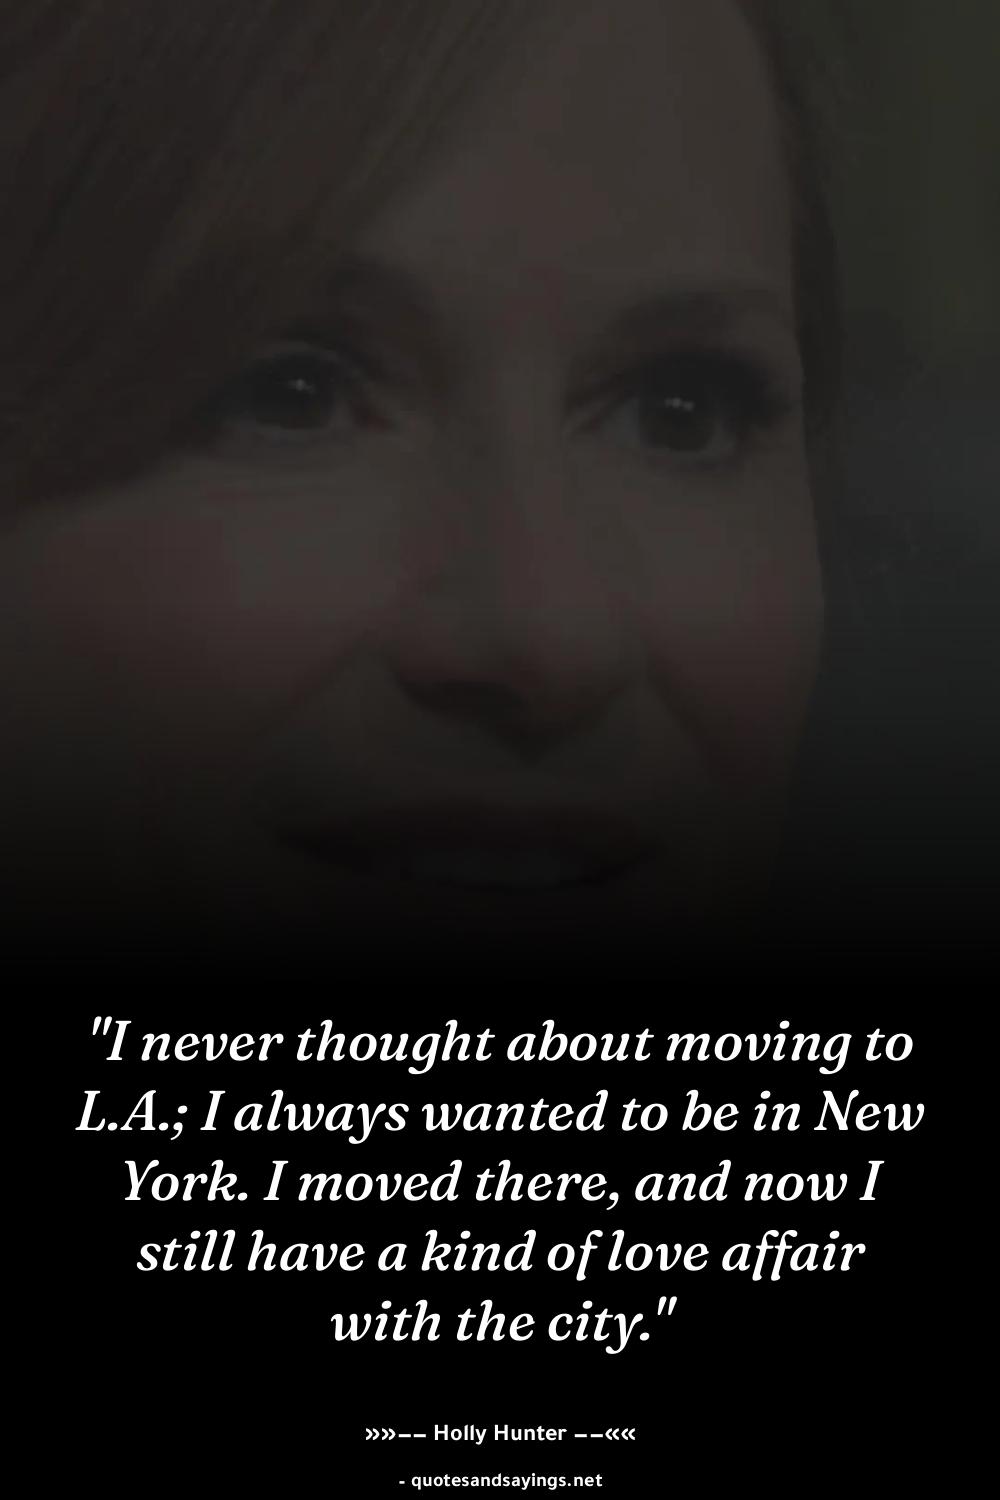 "I never thought about moving to
L.A.; I always wanted to be in New
York. I moved there, and now I
still have a kind of love affair
with the city."
»»−− Holly Hunter −−««
- quotesandsayings.net